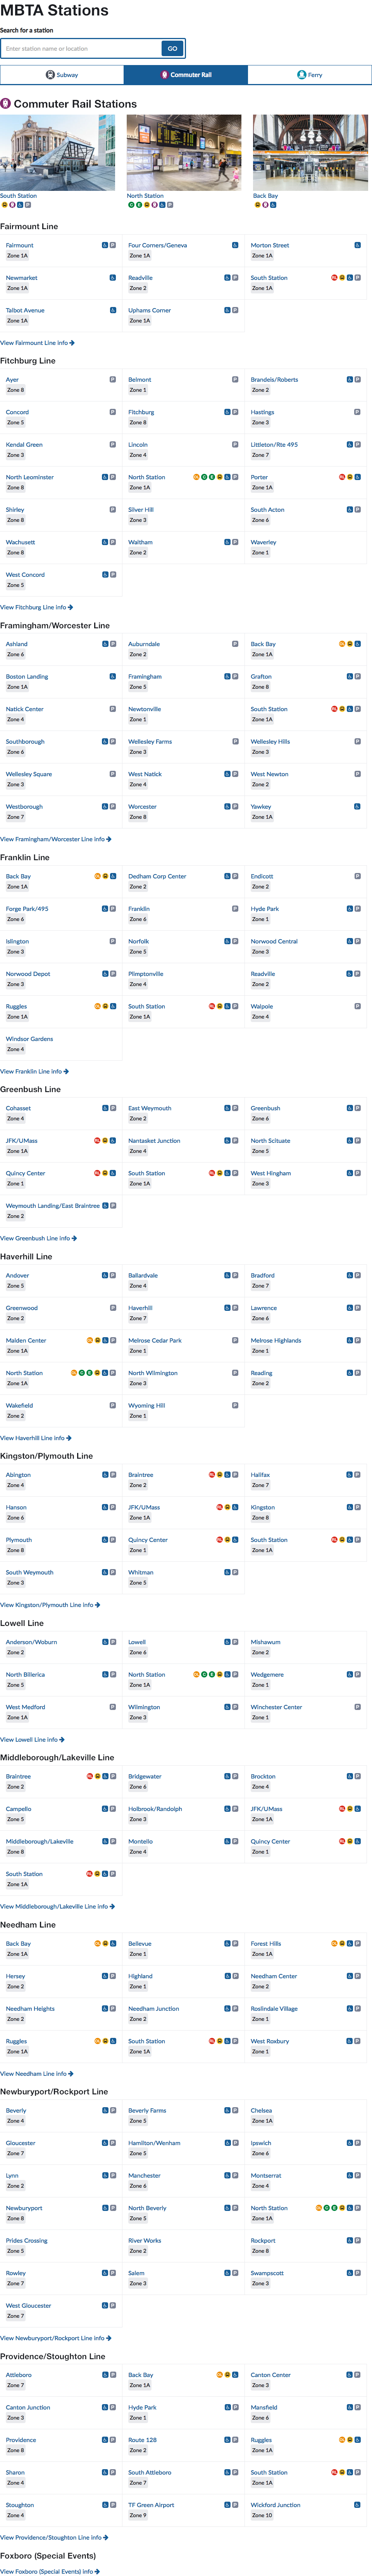 MBTA Stations
Search for a station
Enter station name or location
GO
Subway
Commuter Rail
Ferry
Commuter Rail Stations
South Station
North Station
Back Bay
Fairmount Line
Fairmount
Four Corners/Geneva
Morton Street
Zone 1A
Zone 1A
Zone 1A
Newmarket
Readville
South Station
Zone 1A
Zone 2
Zone 1A
Talbot Avenue
Uphams Corner
Zone 1A
Zone 1A
View Fairmount Line info
Fitchburg Line
Ayer
Belmont
Brandeis/Roberts
Zone 8
Zone 1
Zone 2
Concord
Fitchburg
Hastings
Zone 5
Zone 8
Zone 3
Kendal Green
Lincoln
Littleton/Rte 495
Zone 3
Zone 4
Zone 7
North Leominster
North Station
Porter
Zone 8
Zone 1A
Zone 1A
Shirley
Silver Hill
South Acton
Zone 8
Zone 3
Zone 6
Wachusett
Waltham
Waverley
Zone 8
Zone 2
Zone 1
West Concord
Zone 5
View Fitchburg Line info
Framingham/Worcester Line
Ashland
Auburndale
Back Bay
Zone 6
Zone 2
Zone 1A
Boston Landing
Framingham
Grafton
Zone 1A
Zone 5
Zone 8
Natick Center
Newtonville
South Station
Zone 4
Zone 1
Zone 1A
Southborough
Wellesley Farms
Wellesley Hills
Zone 6
Zone 3
Zone 3
Wellesley Square
West Natick
West Newton
Zone 3
Zone 4
Zone 2
Westborough
Worcester
Yawkey
Zone 7
Zone 8
Zone 1A
View Framingham/Worcester Line info
Franklin Line
Back Bay
Dedham Corp Center
Endicott
Zone 1A
Zone 2
Zone 2
Forge Park/495
Franklin
Hyde Park
Zone 6
Zone 6
Zone 1
Islington
Norfolk
Norwood Central
Zone 3
Zone 5
Zone 3
Norwood Depot
Plimptonville
Readville
Zone 3
Zone 4
Zone 2
Ruggles
South Station
Walpole
Zone 1A
Zone 1A
Zone 4
Windsor Gardens
Zone 4
View Franklin Line info
Greenbush Line
Cohasset
East Weymouth
Greenbush
Zone 4
Zone 2
Zone 6
JFK/UMass
Nantasket Junction
North Scituate
Zone 1A
Zone 4
Zone 5
Quincy Center
South Station
West Hingham
Zone 1
Zone 1A
Zone 3
Weymouth Landing/East Braintree
Zone 2
View Greenbush Line info
Haverhill Line
Andover
Ballardvale
Bradford
Zone 5
Zone 4
Zone 7
Greenwood
Haverhill
Lawrence
Zone 2
Zone 7
Zone 6
Malden Center
Melrose Cedar Park
Melrose Highlands
Zone 1A
Zone 1
Zone 1
North Station
North Wilmington
Reading
Zone 1A
Zone 3
Zone 2
Wakefield
Wyoming Hill
Zone 2
Zone 1
View Haverhill Line info
Kingston/Plymouth Line
Abington
Braintree
Halifax
Zone 4
Zone 2
Zone 7
Hanson
JFK/UMass
Kingston
Zone 6
Zone 1A
Zone 8
Plymouth
Quincy Center
South Station
Zone 8
Zone 1
Zone 1A
South Weymouth
Whitman
Zone 3
Zone 5
View Kingston/Plymouth Line info
Lowell Line
Anderson/Woburn
Lowell
Mishawum
Zone 2
Zone 6
Zone 2
North Billerica
North Station
Wedgemere
Zone 5
Zone 1A
Zone 1
West Medford
Wilmington
Winchester Center
Zone 1A
Zone 3
Zone 1
View Lowell Line info
Middleborough/Lakeville Line
Braintree
Bridgewater
Brockton
Zone 2
Zone 6
Zone 4
Campello
Holbrook/Randolph
JFK/UMass
Zone 5
Zone 3
Zone 1A
Middleborough/Lakeville
Montello
Quincy Center
Zone 8
Zone 4
Zone 1
South Station
Zone 1A
View Middleborough/Lakeville Line info
Needham Line
Back Bay
Bellevue
Forest Hills
Zone 1A
Zone 1
Zone 1A
Hersey
Highland
Needham Center
Zone 2
Zone 1
Zone 2
Needham Heights
Needham Junction
Roslindale Village
Zone 2
Zone 2
Zone 1
Ruggles
South Station
West Roxbury
Zone 1A
Zone 1A
Zone 1
View Needham Line info
Newburyport/Rockport Line
Beverly
Beverly Farms
Chelsea
Zone 4
Zone 5
Zone 1A
Gloucester
Hamilton/Wenham
Ipswich
Zone 7
Zone 5
Zone 6
Lynn
Manchester
Montserrat
Zone 2
Zone 6
Zone 4
Newburyport
North Beverly
North Station
Zone 8
Zone 5
Zone 1A
Prides Crossing
River Works
Rockport
Zone 5
Zone 2
Zone 8
Rowley
Salem
Swampscott
Zone 7
Zone 3
Zone 3
West Gloucester
Zone 7
View Newburyport/Rockport Line info
Providence/Stoughton Line
Attleboro
Back Bay
Canton Center
Zone 7
Zone 1A
Zone 3
Canton Junction
Hyde Park
Mansfield
Zone 3
Zone 1
Zone 6
Providence
Route 128
Ruggles
Zone 8
Zone 2
Zone 1A
Sharon
South Attleboro
South Station
Zone 4
Zone 7
Zone 1A
Stoughton
TF Green Airport
Wickford Junction
Zone 4
Zone 9
Zone 10
View Providence/Stoughton Line info
Foxboro (Special Events)
View Foxboro (Special Events) info